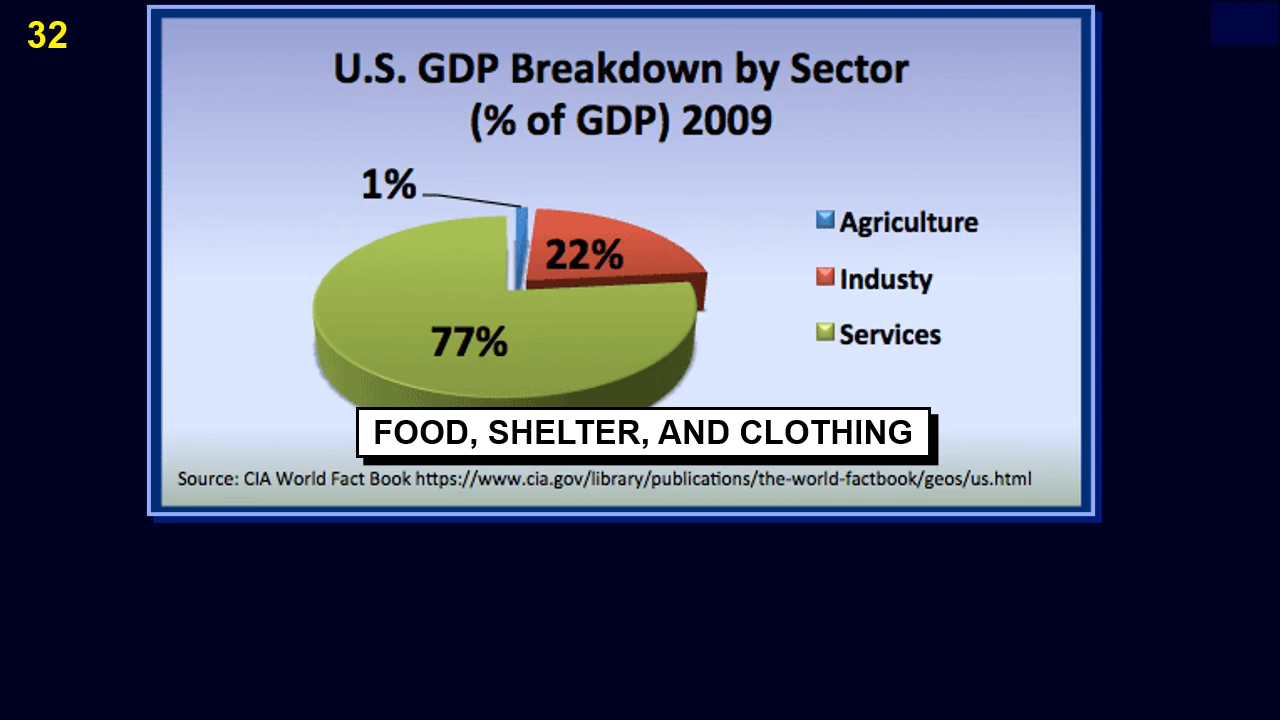 32
U.S. GDP Breakdown by Sector
(% of GDP) 2009
1%
22%
77%
Agriculture
Industy
Services
FOOD, SHELTER, AND CLOTHING
Source: CIA World Fact Book https://www.cia.gov/library/publications/the-world-factbook/geos/us.html